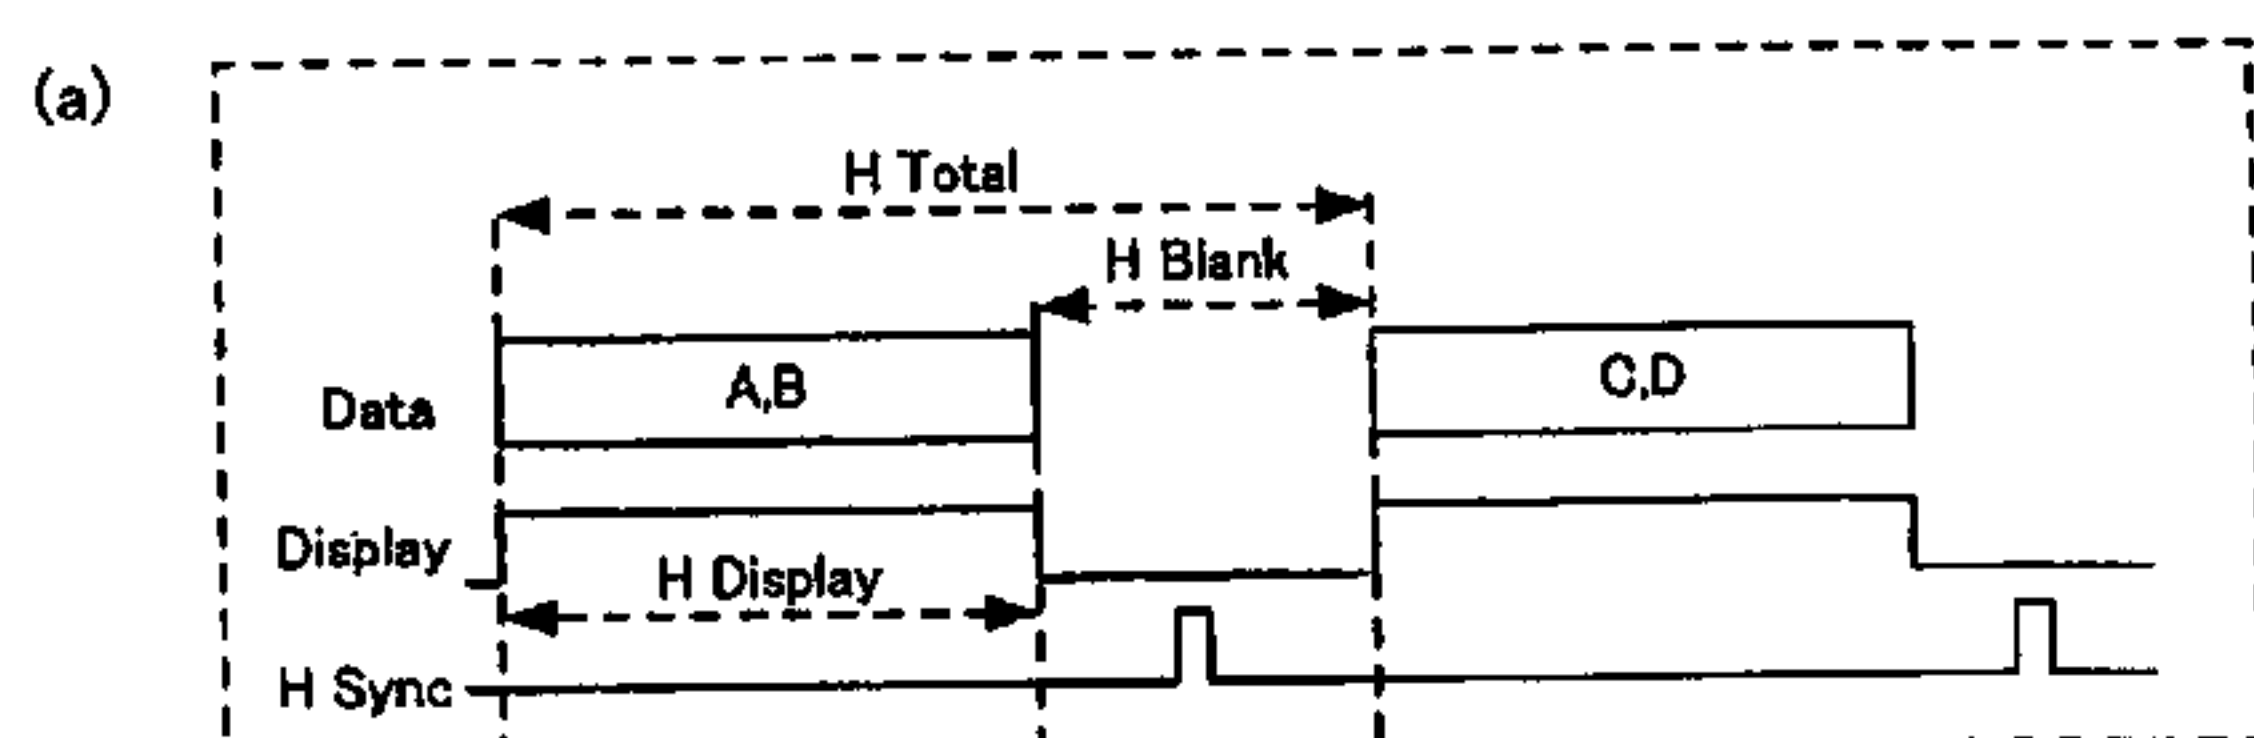 (a)
H Total
H Blank
Data
A,B
C,D
Display
H Display
H Sync